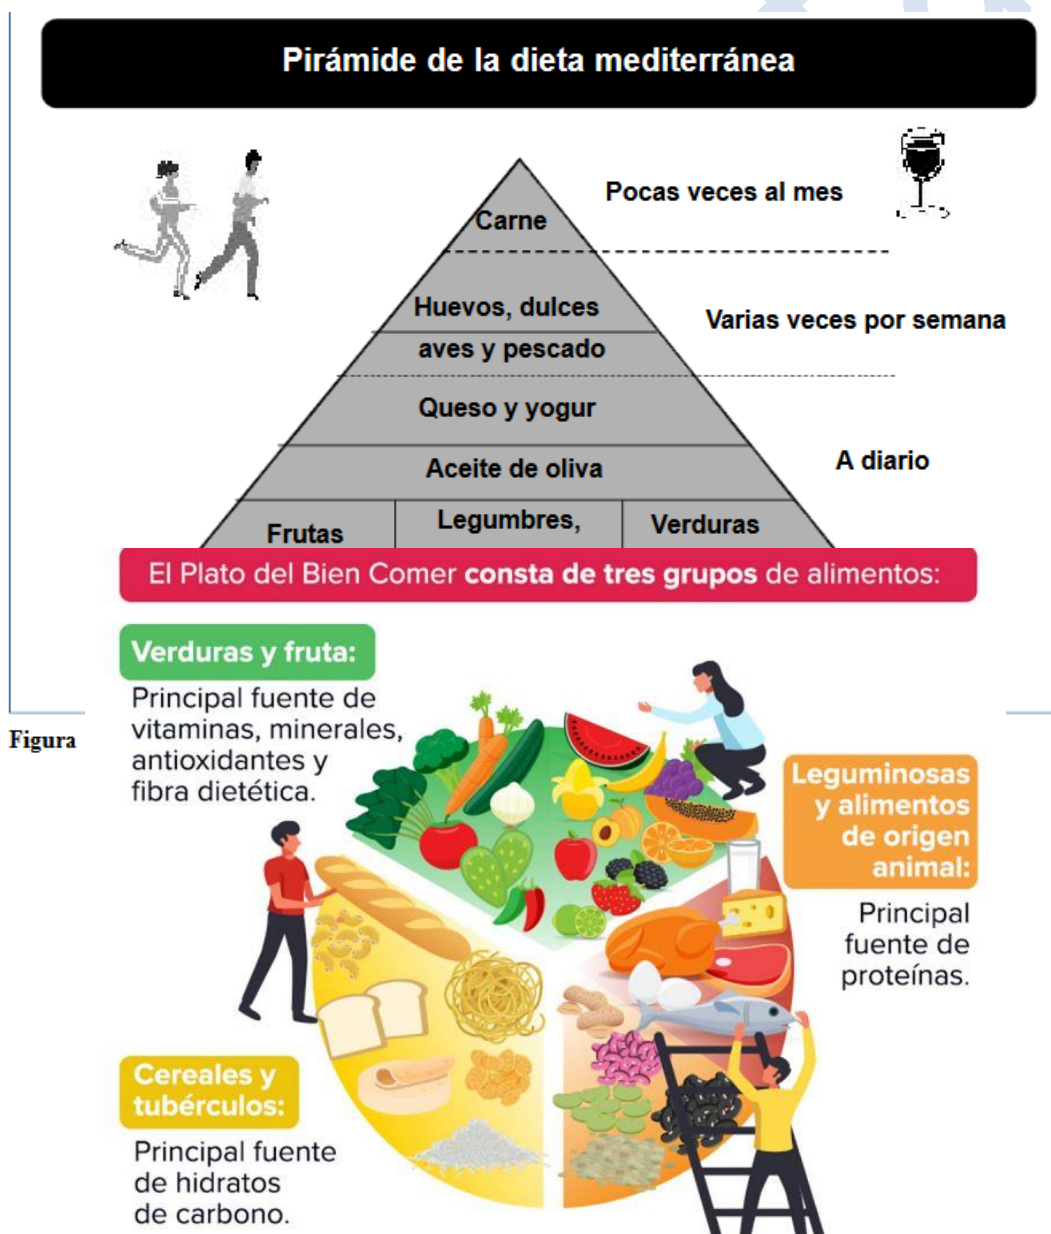 Pirámide de la dieta mediterránea
Pocas veces al mes
Carne
Huevos, dulces
Varias veces por semana
aves y pescado
Queso y yogur
Aceite de oliva
A diario
Frutas
Legumbres,
Verduras
El Plato del Bien Comer consta de tres grupos de alimentos:
Verduras y fruta:
Principal fuente de
vitaminas, minerales,
antioxidantes y
fibra dietética.
Figura
Leguminosas
y alimentos
de origen
animal:
Principal
fuente de
proteínas.
Cereales y
tubérculos:
Principal fuente
de hidratos
de carbono.